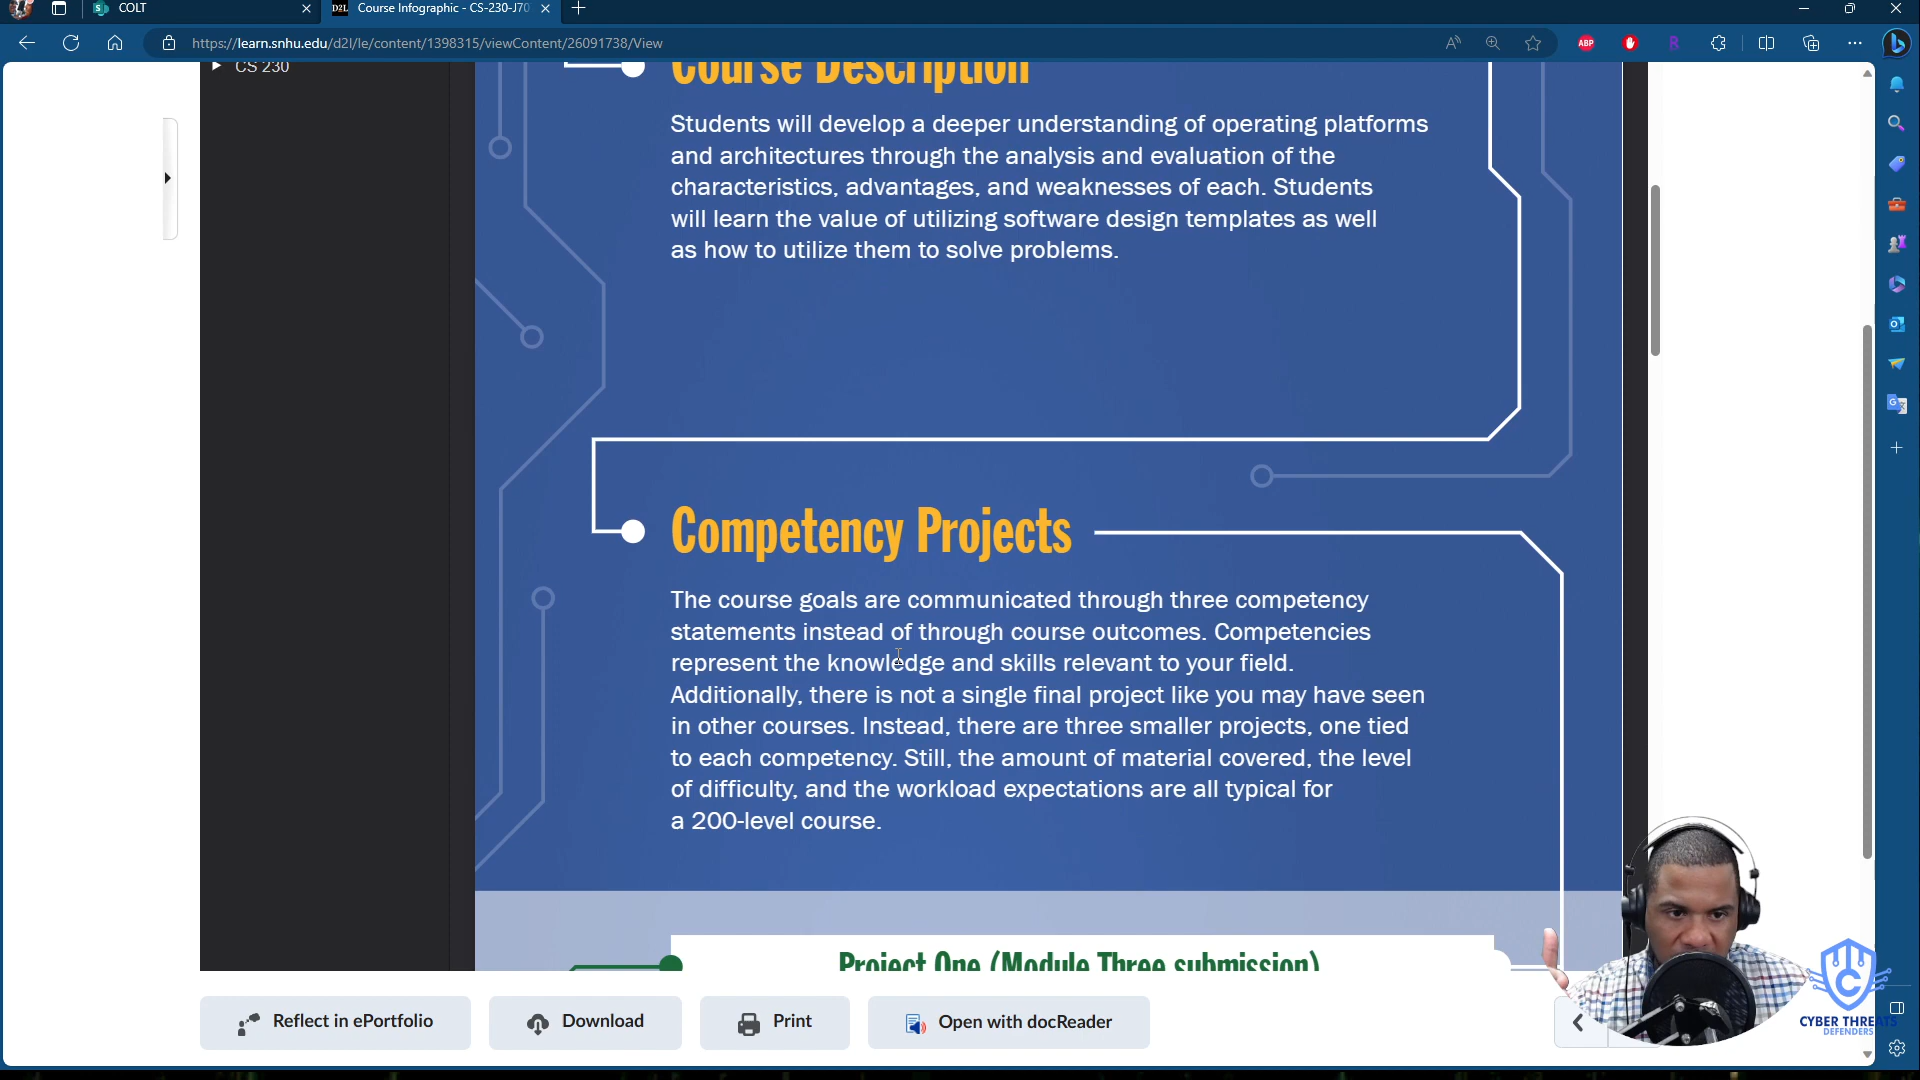 COLT
D2L
Course Infographic - CS-230-J70
https://learn.snhu.edu/d2l/le/content/1398315/viewContent/26091738/View
ABP
CS 230
Course Description
Students will develop a deeper understanding of operating platforms
and architectures through the analysis and evaluation of the
characteristics, advantages, and weaknesses of each. Students
will learn the value of utilizing software design templates as well
as how to utilize them to solve problems.
Competency Projects
The course goals are communicated through three competency
statements instead of through course outcomes. Competencies
represent the knowledge and skills relevant to your field.
Additionally, there is not a single final project like you may have seen
in other courses. Instead, there are three smaller projects, one tied
to each competency. Still, the amount of material covered, the level
of difficulty, and the workload expectations are all typical for
a 200-level course.
Project One (Module Three submission)
Reflect in ePortfolio
Download
Print
Open with docReader
CYBER THREATS
DEFENDERS